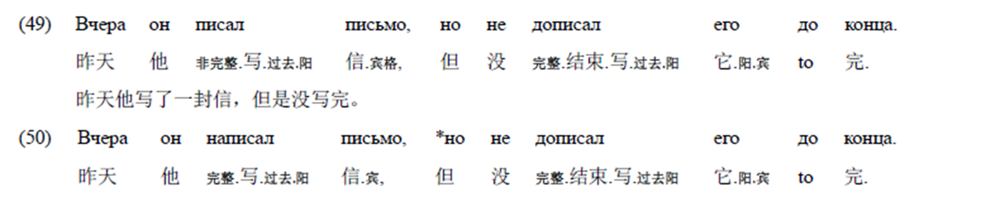 (49) Вчера он писал письмо, но не дописал его до конца.
昨天 他 非完整.写.过去.阳 信.宾格, 但 没 完整.结束.写.过去.阳 它.阳.宾 to 完.
昨天他写了一封信，但是没写完。
(50) Вчера он написал письмо, *но не дописал его до конца.
昨天 他 完整.写.过去.阳 信.宾, 但 没 完整.结束.写.过去阳 它.阳.宾 to 完.